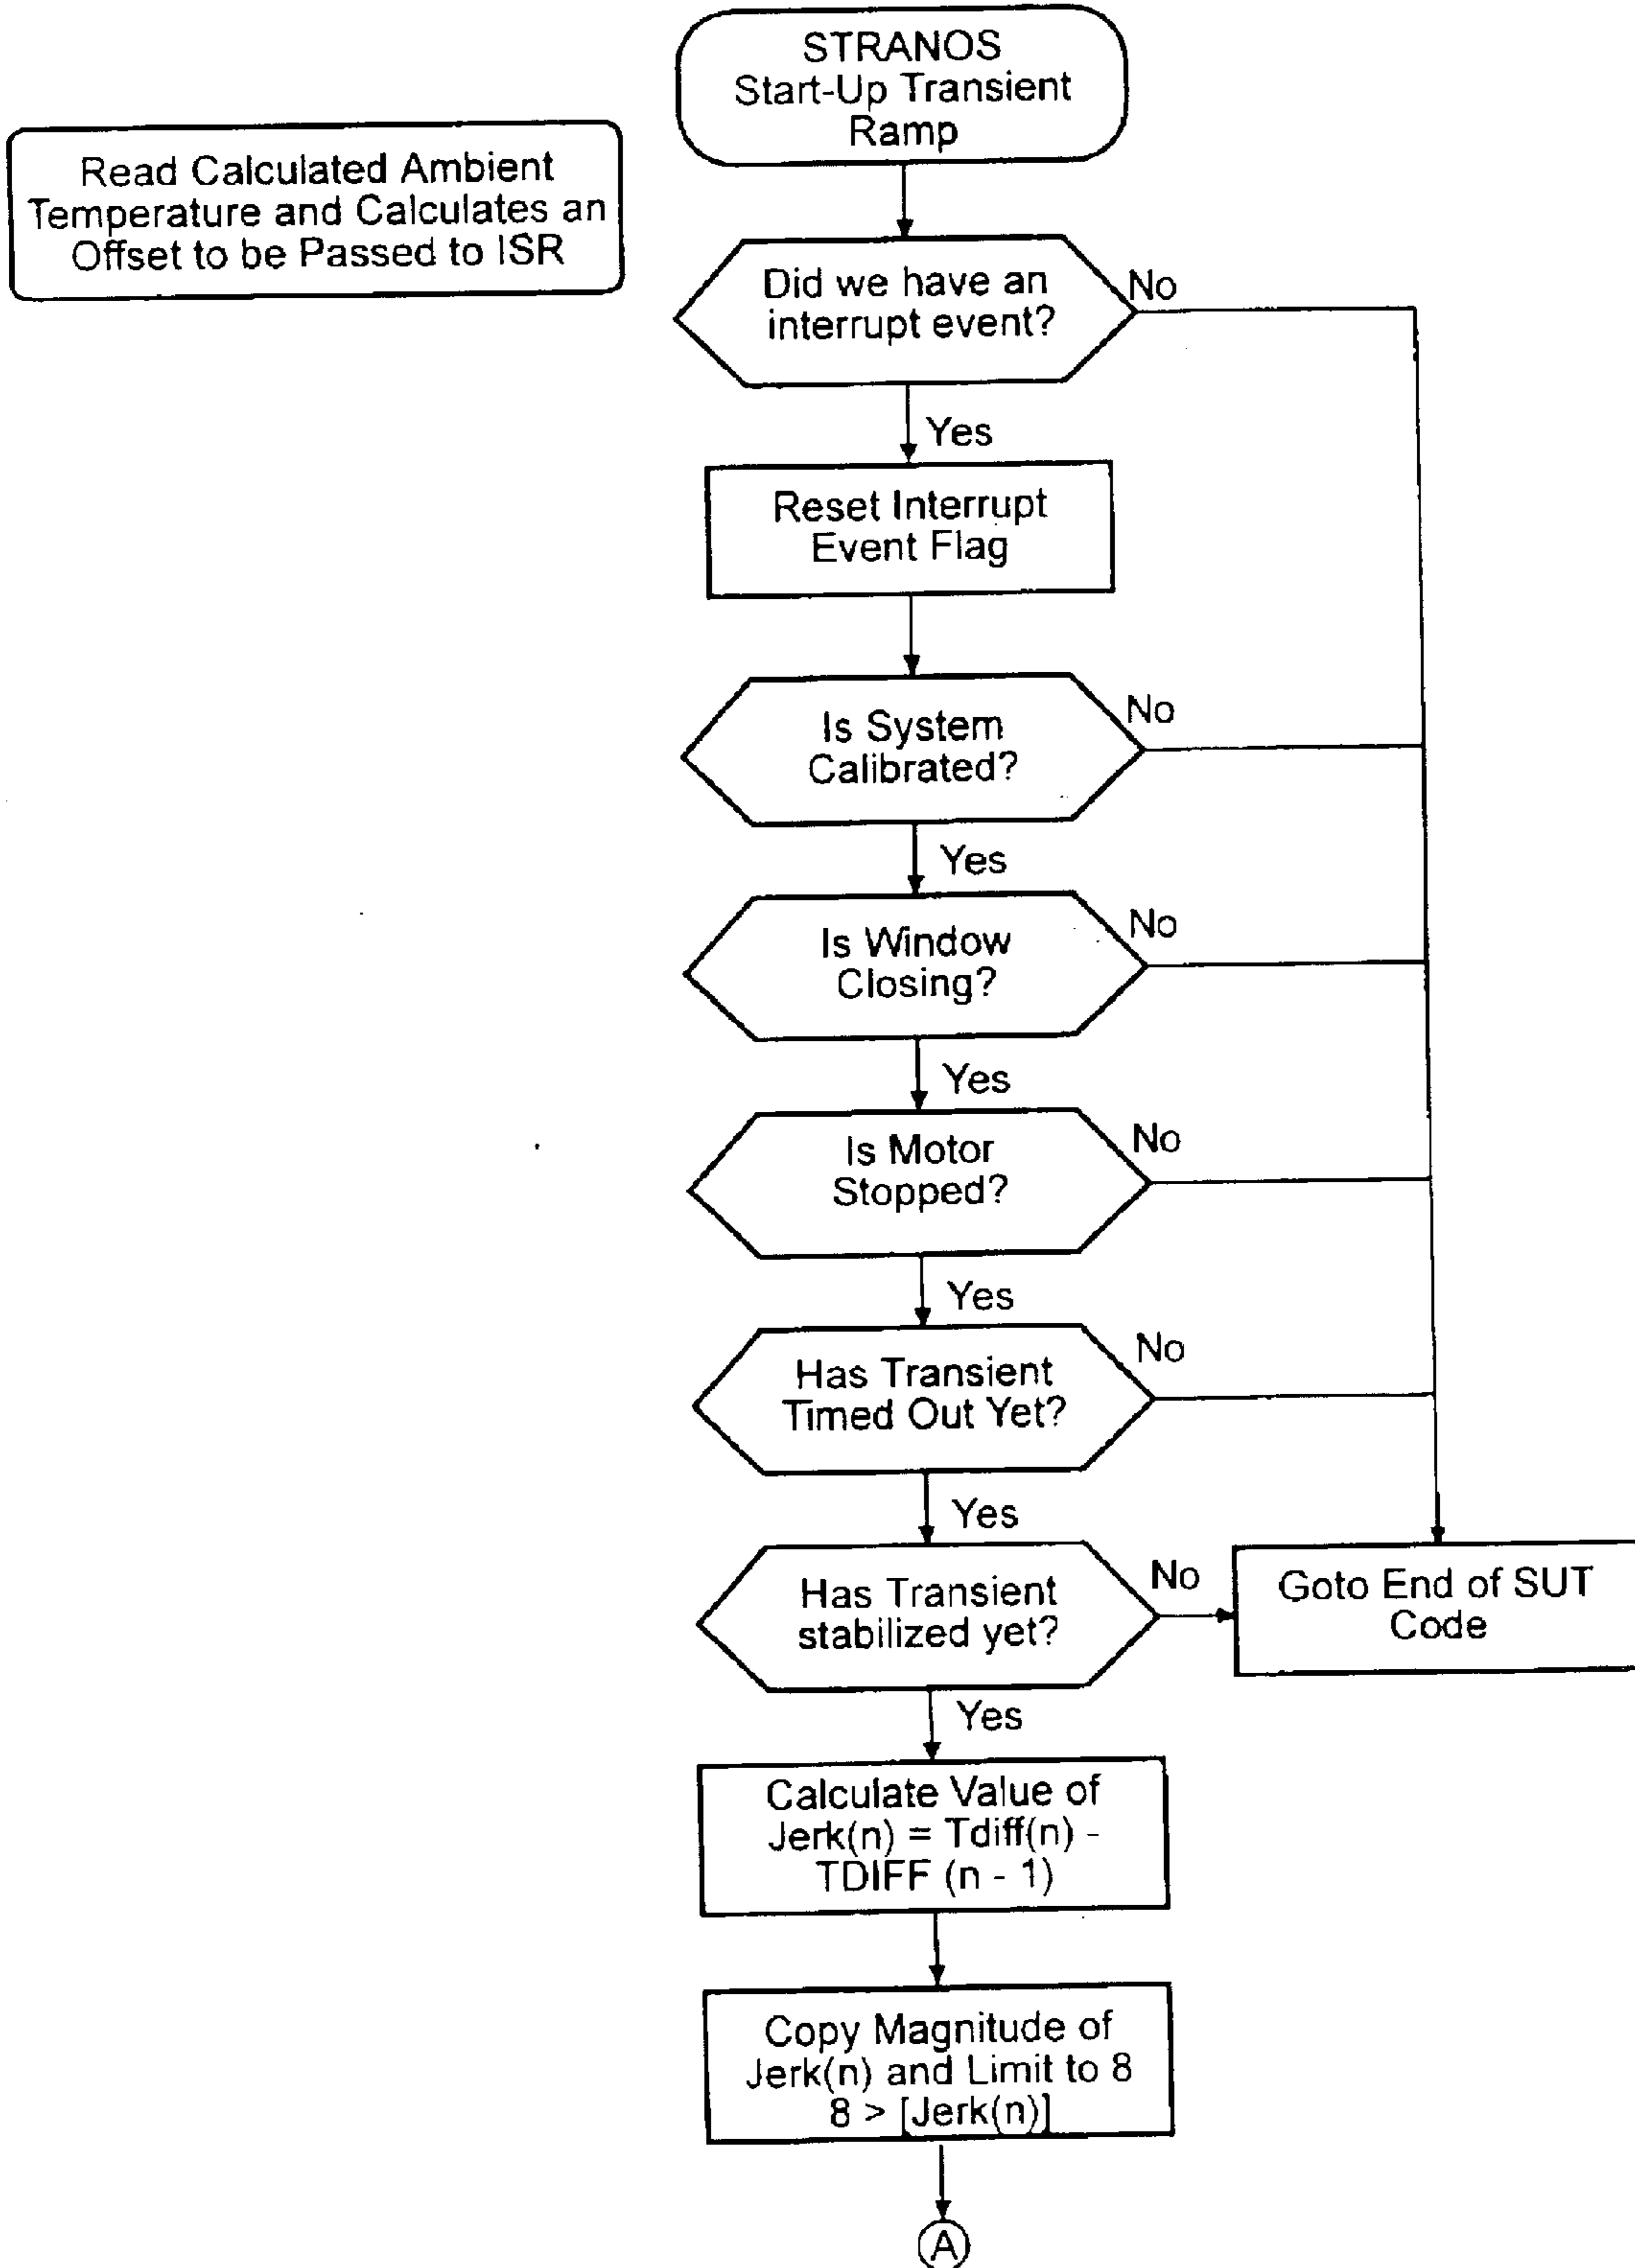 STRANOS
Start-Up Transient
Ramp
Read Calculated Ambient
Temperature and Calculates an
Offset to be Passed to ISR
Did we have an
interrupt event?
No
Yes
Reset Interrupt
Event Flag
Is System
Calibrated?
No
Yes
Is Window
Closing?
No
Yes
Is Motor
Stopped?
No
Yes
Has Transient
Timed Out Yet?
No
Yes
Has Transient
stabilized yet?
No
Goto End of SUT
Code
Yes
Calculate Value of
Jerk(n) = Tdiff(n) -
TDIFF (n - 1)
Copy Magnitude of
Jerk(n) and Limit to 8
8 > [Jerk(n)]
A